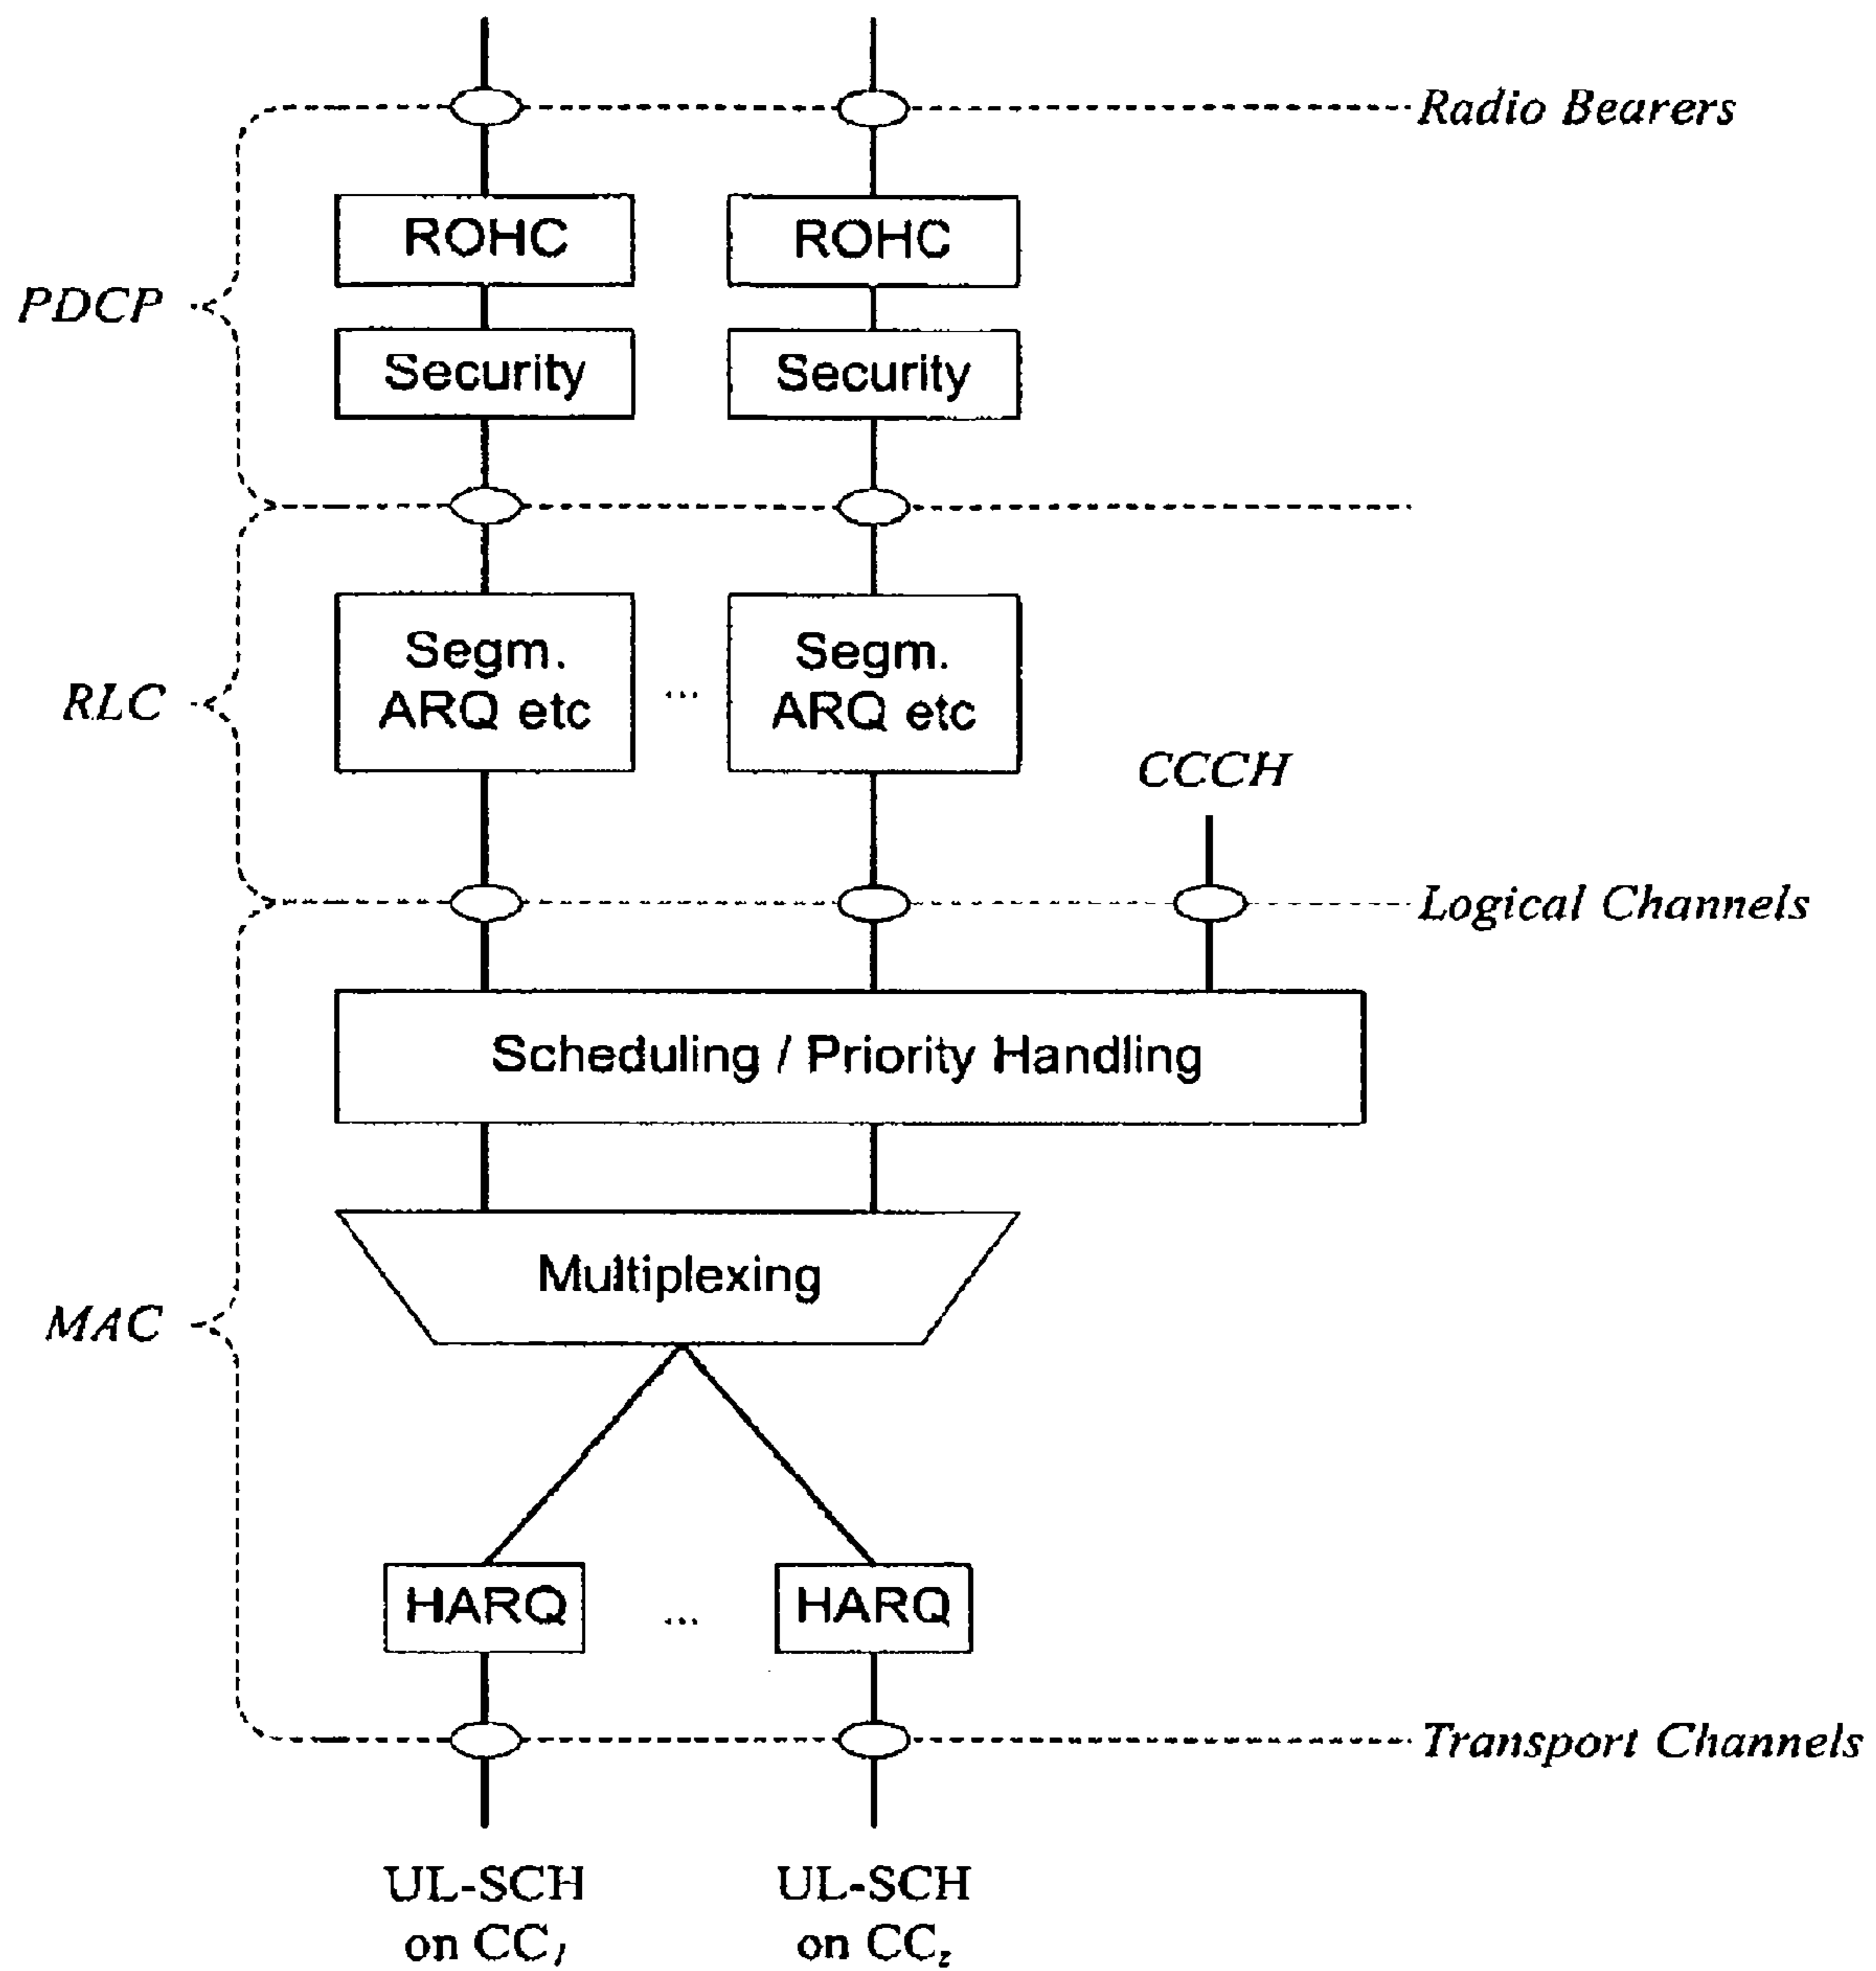 Radio Bearers
ROHC ROHC
PDCP
Security Security
Segm. Segm.
RLC
ARQ etc ... ARQ etc
CCCH
Logical Channels
Scheduling / Priority Handling
Multiplexing
MAC
HARQ ... HARQ
Transport Channels
UL-SCH UL-SCH
on CC1 on CCz